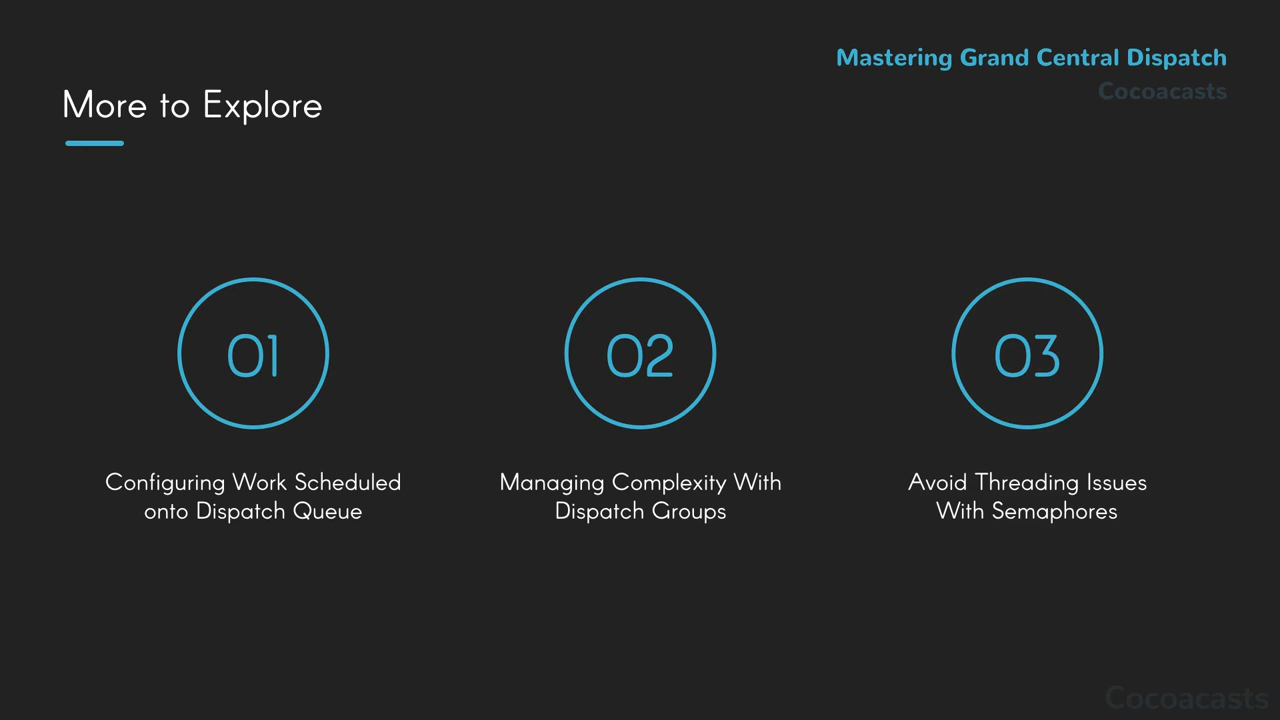 Mastering Grand Central Dispatch
Cocoacasts
More to Explore
01
Configuring Work Scheduled
onto Dispatch Queue
02
Managing Complexity With
Dispatch Groups
03
Avoid Threading Issues
With Semaphores
Cocoacasts